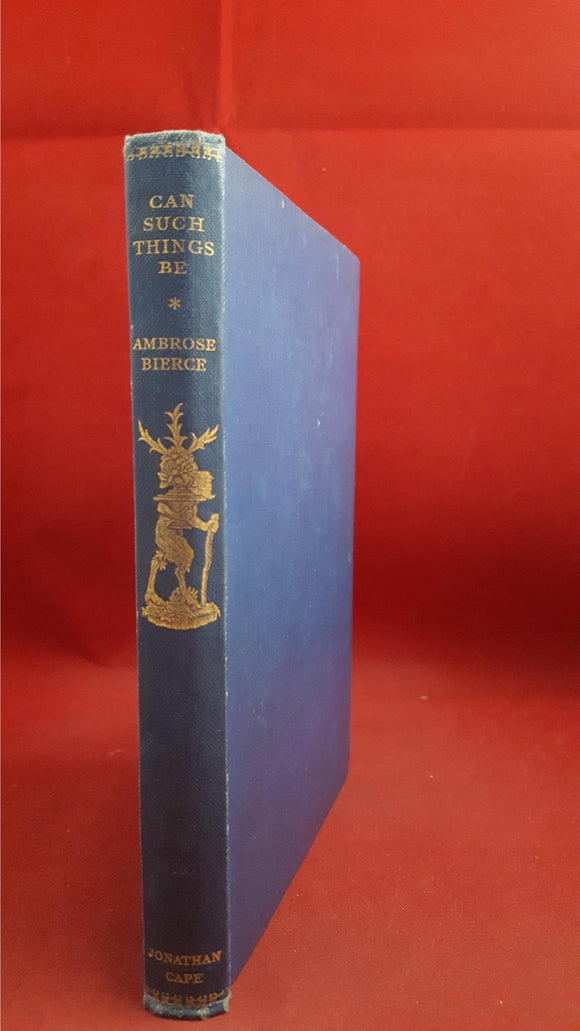 CAN
SUCH
THINGS
BE
*
AMBROSE
BIERCE
JONATHAN
CAPE